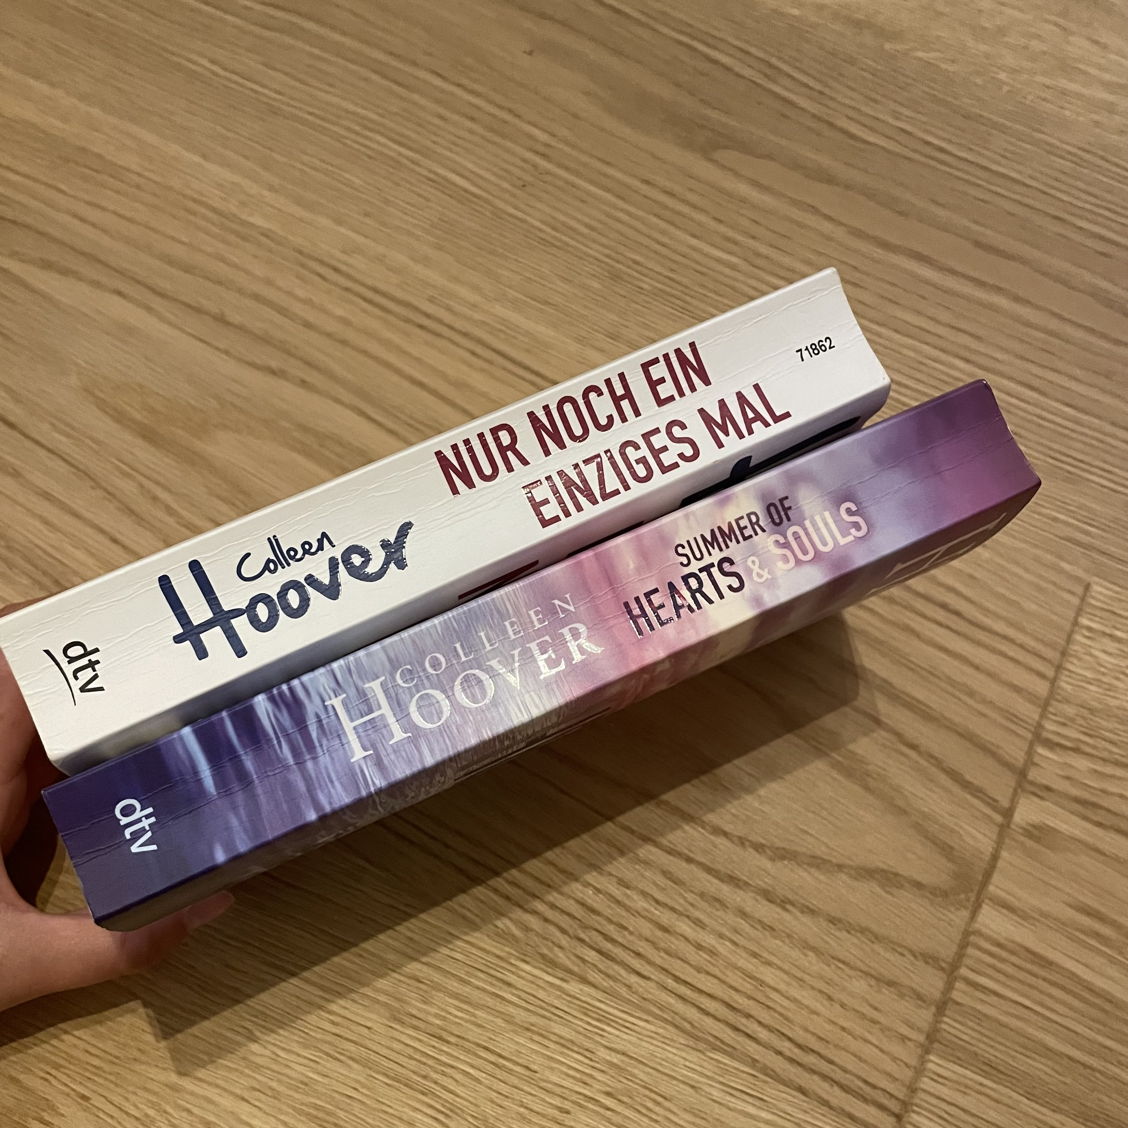 dtv
Colleen
Hoover
NUR NOCH EIN
EINZIGES MAL
71862
dtv
COLLEEN
HOOVER
SUMMER OF
HEARTS & SOULS